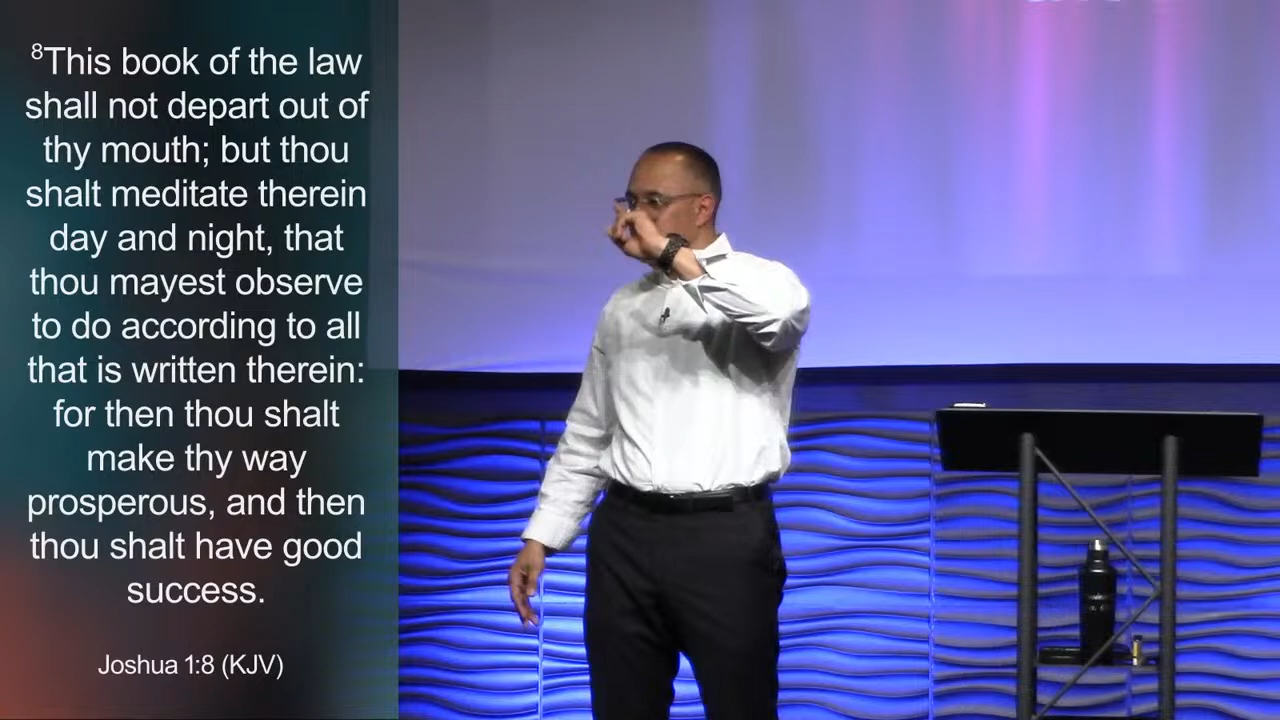 ⁸This book of the law
shall not depart out of
thy mouth; but thou
shalt meditate therein
day and night, that
thou mayest observe
to do according to all
that is written therein:
for then thou shalt
make thy way
prosperous, and then
thou shalt have good
success.
Joshua 1:8 (KJV)